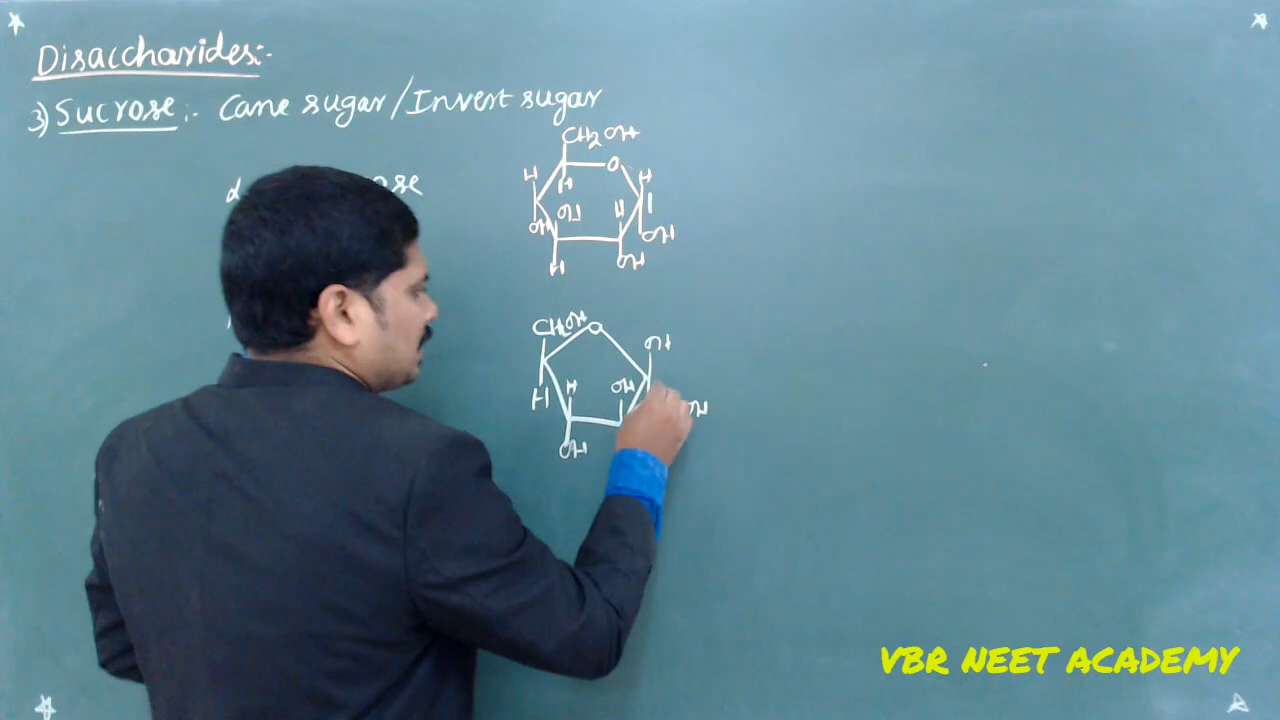 Disaccharides:-
3) Sucrose:- Cane sugar/Invert sugar
CH2OH
O
H
H
H
OH
H
OH
OH
OH
H
CH2OH
O
OH
H
H
OH
OH
OH
VBR NEET ACADEMY